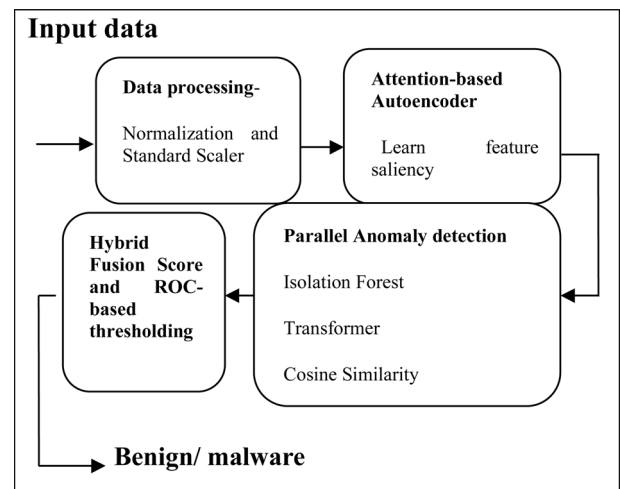 Input data
Data processing-
Normalization and
Standard Scaler
Attention-based
Autoencoder
Learn feature
saliency
Parallel Anomaly detection
Isolation Forest
Transformer
Cosine Similarity
Hybrid
Fusion Score
and ROC-
based
thresholding
Benign/ malware